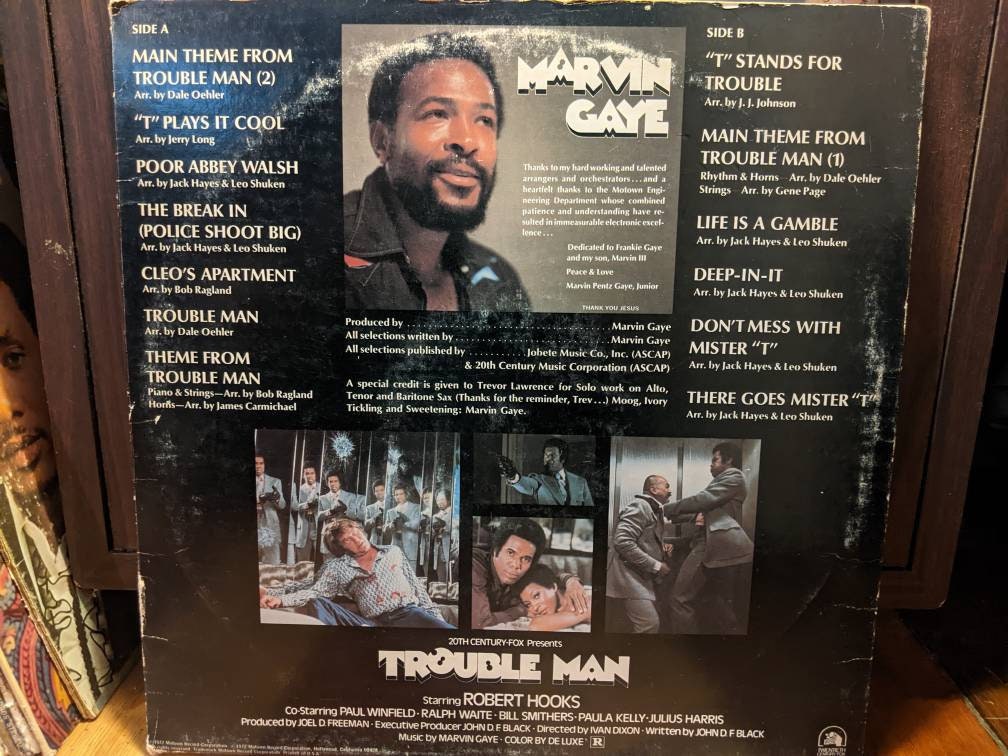 SIDE A
MAIN THEME FROM
TROUBLE MAN (2)
Arr. by Dale Oehler
"T" PLAYS IT COOL
Arr. by Jerry Long
POOR ABBEY WALSH
Arr. by Jack Hayes & Leo Shuken
THE BREAK IN
(POLICE SHOOT BIG)
Arr. by Jack Hayes & Leo Shuken
CLEO'S APARTMENT
Arr. by Bob Ragland
TROUBLE MAN
Arr. by Dale Oehler
THEME FROM
TROUBLE MAN
Piano & Strings—Arr. by Bob Ragland
Horns—Arr. by James Carmichael
MARVIN
GAYE
Thanks to my hard working and talented
arrangers and orchestrators . . . and a
heartfelt thanks to the Motown Engi-
neering Department whose combined
patience and understanding have re-
sulted in immeasurable electronic excel-
lence . . .
Dedicated to Frankie Gaye
and my son, Marvin III
Peace & Love
Marvin Pentz Gaye, Junior
THANK YOU JESUS
Produced by . . . . . . . . . . . . . . . . . . . . . . . . . . . . Marvin Gaye
All selections written by . . . . . . . . . . . . . . . . . . . . Marvin Gaye
All selections published by . . . . . . . . . Jobete Music Co., Inc. (ASCAP)
& 20th Century Music Corporation (ASCAP)
A special credit is given to Trevor Lawrence for Solo work on Alto,
Tenor and Baritone Sax (Thanks for the reminder, Trev . . .) Moog, Ivory
Tickling and Sweetening: Marvin Gaye.
SIDE B
"T" STANDS FOR
TROUBLE
Arr. by J. J. Johnson
MAIN THEME FROM
TROUBLE MAN (1)
Rhythm & Horns—Arr. by Dale Oehler
Strings—Arr. by Gene Page
LIFE IS A GAMBLE
Arr. by Jack Hayes & Leo Shuken
DEEP-IN-IT
Arr. by Jack Hayes & Leo Shuken
DON'T MESS WITH
MISTER "T"
Arr. by Jack Hayes & Leo Shuken
THERE GOES MISTER "T"
Arr. by Jack Hayes & Leo Shuken
20TH CENTURY-FOX Presents
TROUBLE MAN
Starring ROBERT HOOKS
Co-Starring PAUL WINFIELD · RALPH WAITE · BILL SMITHERS · PAULA KELLY · JULIUS HARRIS
Produced by JOEL D. FREEMAN · Executive Producer JOHN D. F. BLACK · Directed by IVAN DIXON · Written by JOHN D. F. BLACK
Music by MARVIN GAYE · COLOR BY DE LUXE® R
1972 Motown Record Corporation